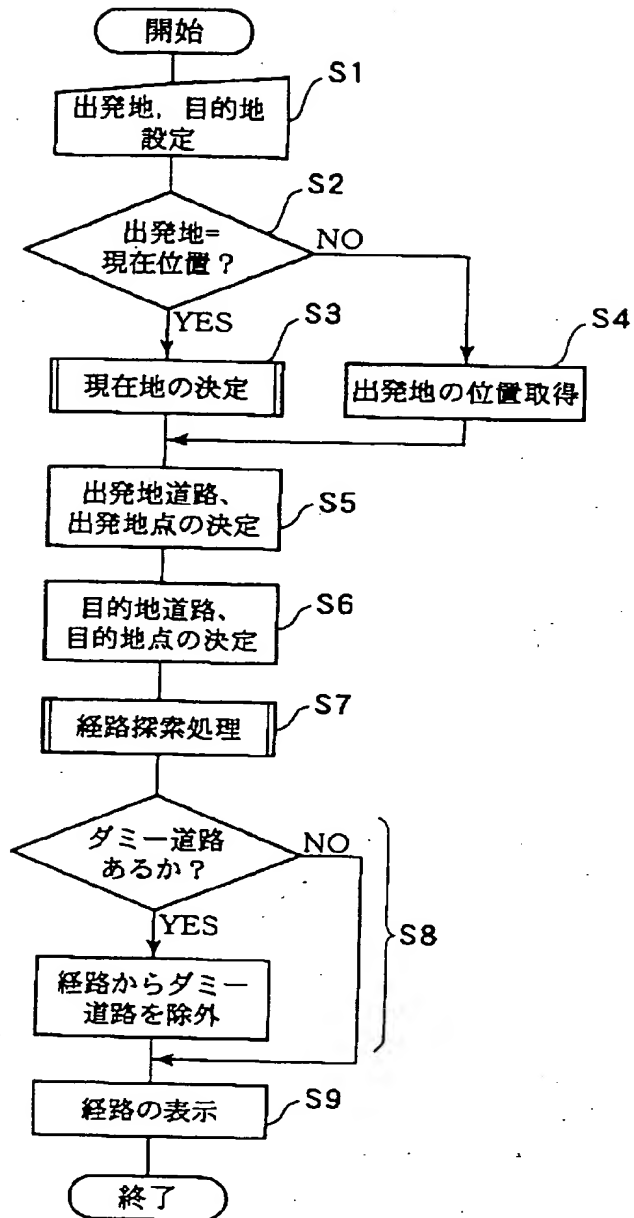 開始
S1
出発地，目的地
設定
S2
出発地=
現在位置？
NO
YES
S3
現在地の決定
S4
出発地の位置取得
出発地道路、
出発地点の決定
S5
目的地道路、
目的地点の決定
S6
経路探索処理
S7
ダミー道路
あるか？
NO
YES
S8
経路からダミー
道路を除外
経路の表示
S9
終了